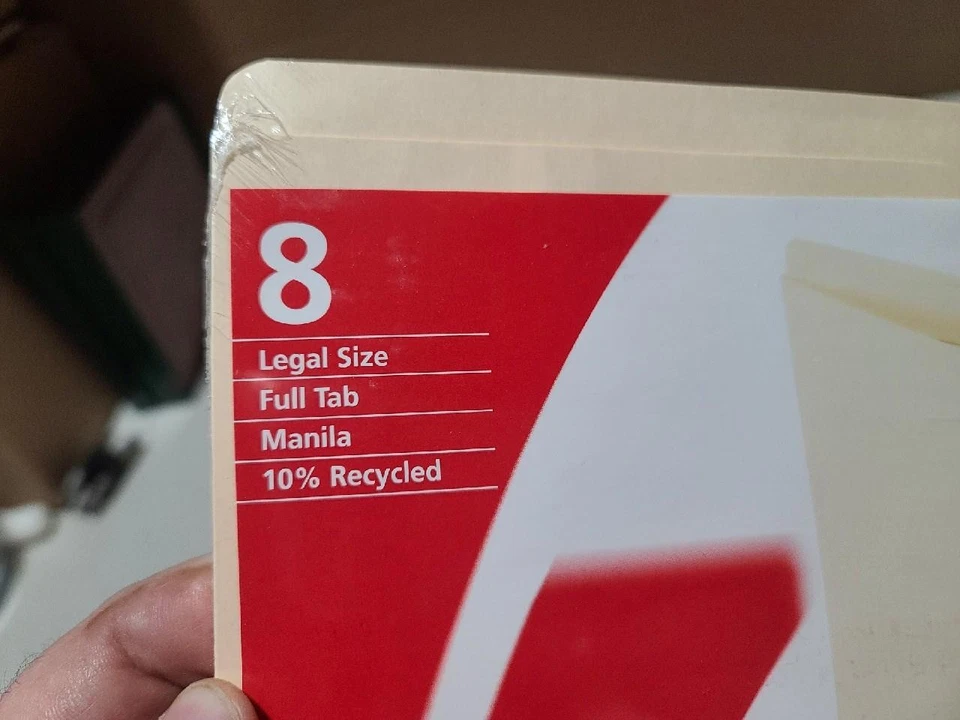 8
Legal Size
Full Tab
Manila
10% Recycled